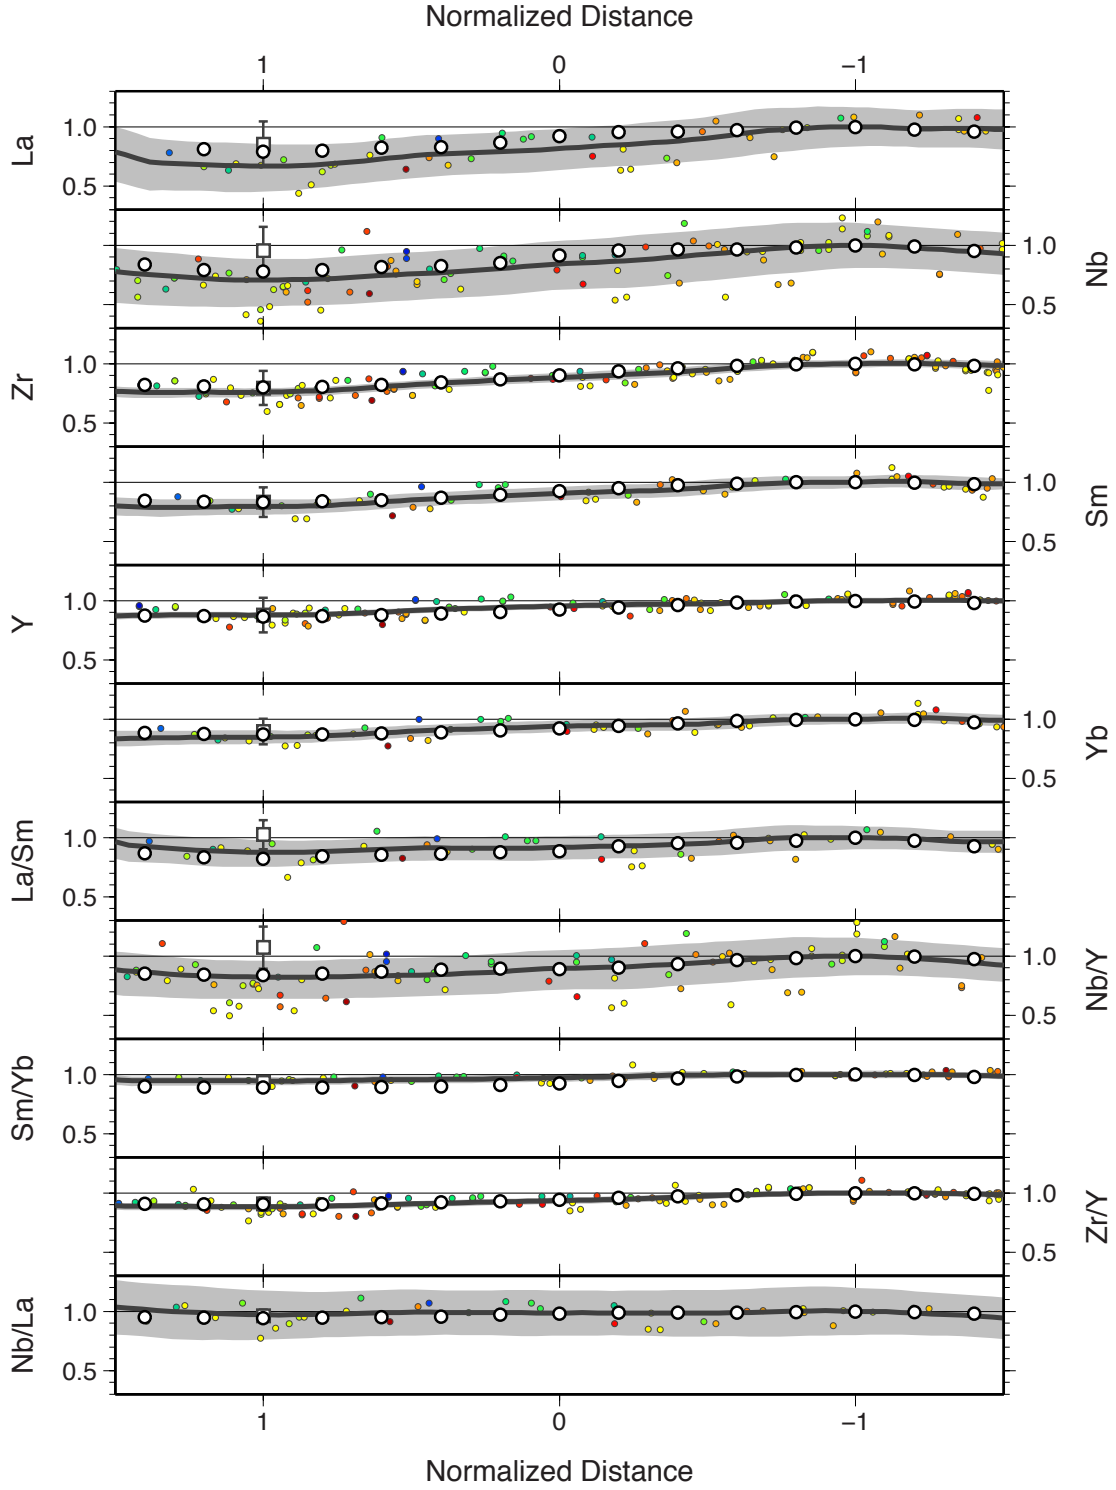 Normalized Distance
1 0 −1
La 1.0 0.5
1.0 0.5 Nb
Zr 1.0 0.5
1.0 0.5 Sm
Y 1.0 0.5
1.0 0.5 Yb
La/Sm 1.0 0.5
1.0 0.5 Nb/Y
Sm/Yb 1.0 0.5
1.0 0.5 Zr/Y
Nb/La 1.0 0.5
1 0 −1
Normalized Distance